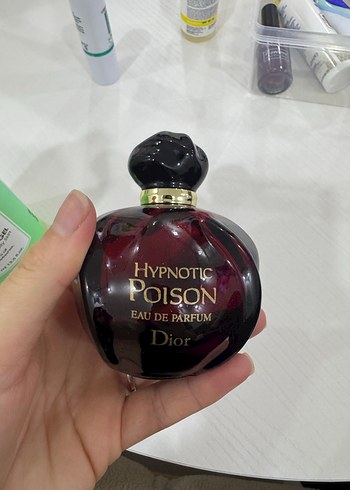 HYPNOTIC
POISON
EAU DE PARFUM
Dior